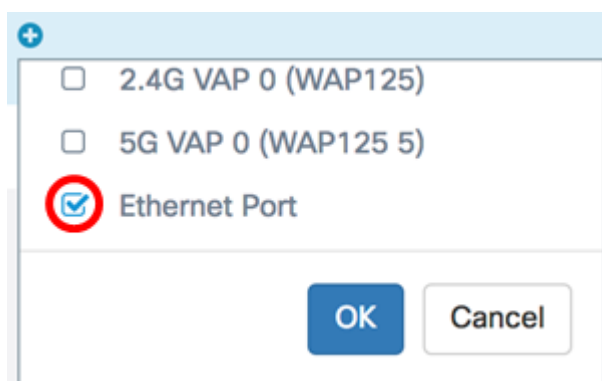 2.4G VAP 0 (WAP125)
5G VAP 0 (WAP125 5)
Ethernet Port
OK Cancel